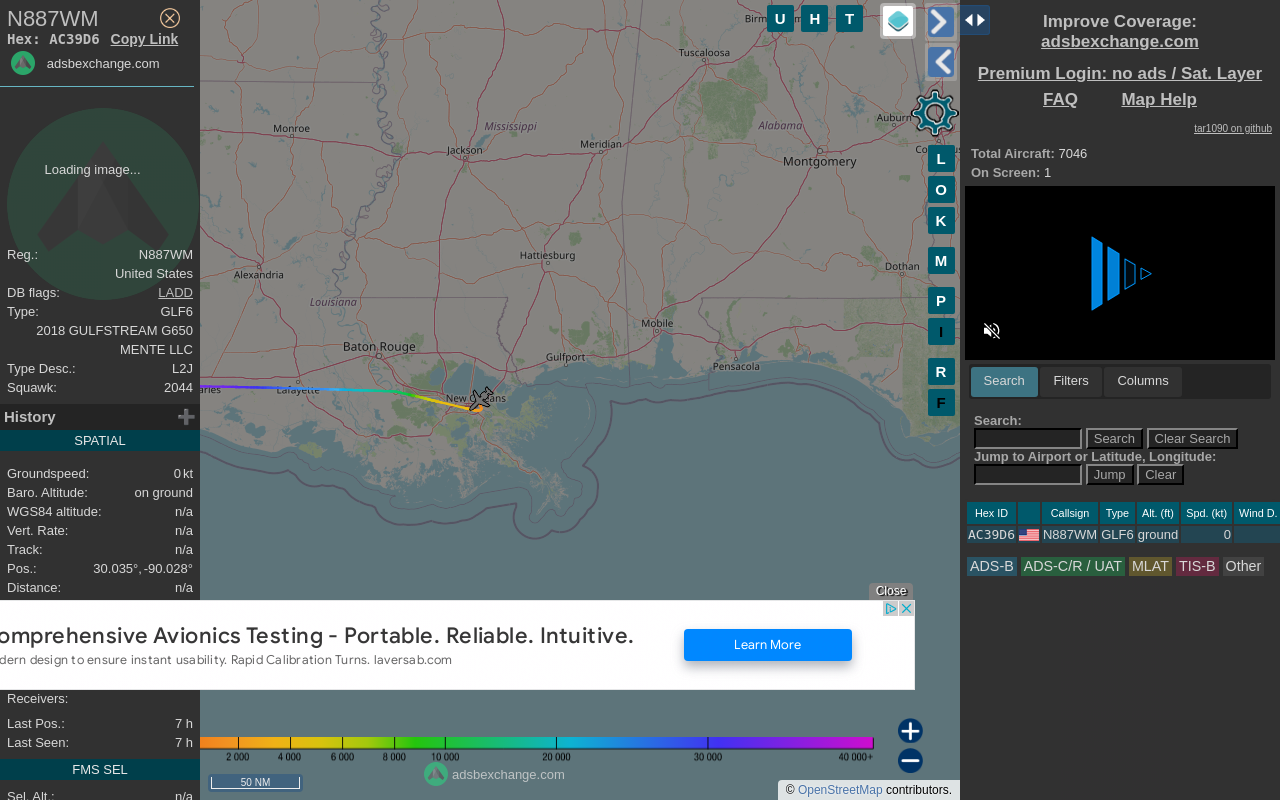 N887WM
Hex: AC39D6 Copy Link
adsbexchange.com
Loading image...
Reg.: N887WM
United States
DB flags: LADD
Type: GLF6
2018 GULFSTREAM G650
MENTE LLC
Type Desc.: L2J
Squawk: 2044
History
SPATIAL
Groundspeed: 0 kt
Baro. Altitude: on ground
WGS84 altitude: n/a
Vert. Rate: n/a
Track: n/a
Pos.: 30.035°, -90.028°
Distance: n/a
Close
omprehensive Avionics Testing - Portable. Reliable. Intuitive.
dern design to ensure instant usability. Rapid Calibration Turns. laversab.com
Learn More
Receivers:
Last Pos.: 7 h
Last Seen: 7 h
FMS SEL
Sel. Alt.: n/a
U H T
Tuscaloosa
Monroe
Mississippi
Alabama
Auburn
Jackson
Meridian
Montgomery
Hattiesburg
Alexandria
Dothan
Louisiana
Mobile
Baton Rouge
Gulfport
Pensacola
Lafayette
L
O
K
M
P
I
R
F
2 000 4 000 6 000 8 000 10 000 20 000 30 000 40 000+
adsbexchange.com
50 NM
© OpenStreetMap contributors.
Improve Coverage:
adsbexchange.com
Premium Login: no ads / Sat. Layer
FAQ Map Help
tar1090 on github
Total Aircraft: 7046
On Screen: 1
Search Filters Columns
Search:
Search Clear Search
Jump to Airport or Latitude, Longitude:
Jump Clear
Hex ID Callsign Type Alt. (ft) Spd. (kt) Wind D.
AC39D6 N887WM GLF6 ground 0
ADS-B ADS-C/R / UAT MLAT TIS-B Other